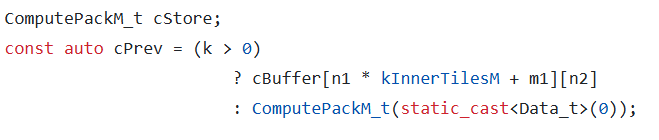 ComputePackM_t cStore;
const auto cPrev = (k > 0)
? cBuffer[n1 * kInnerTilesM + m1][n2]
: ComputePackM_t(static_cast<Data_t>(0));